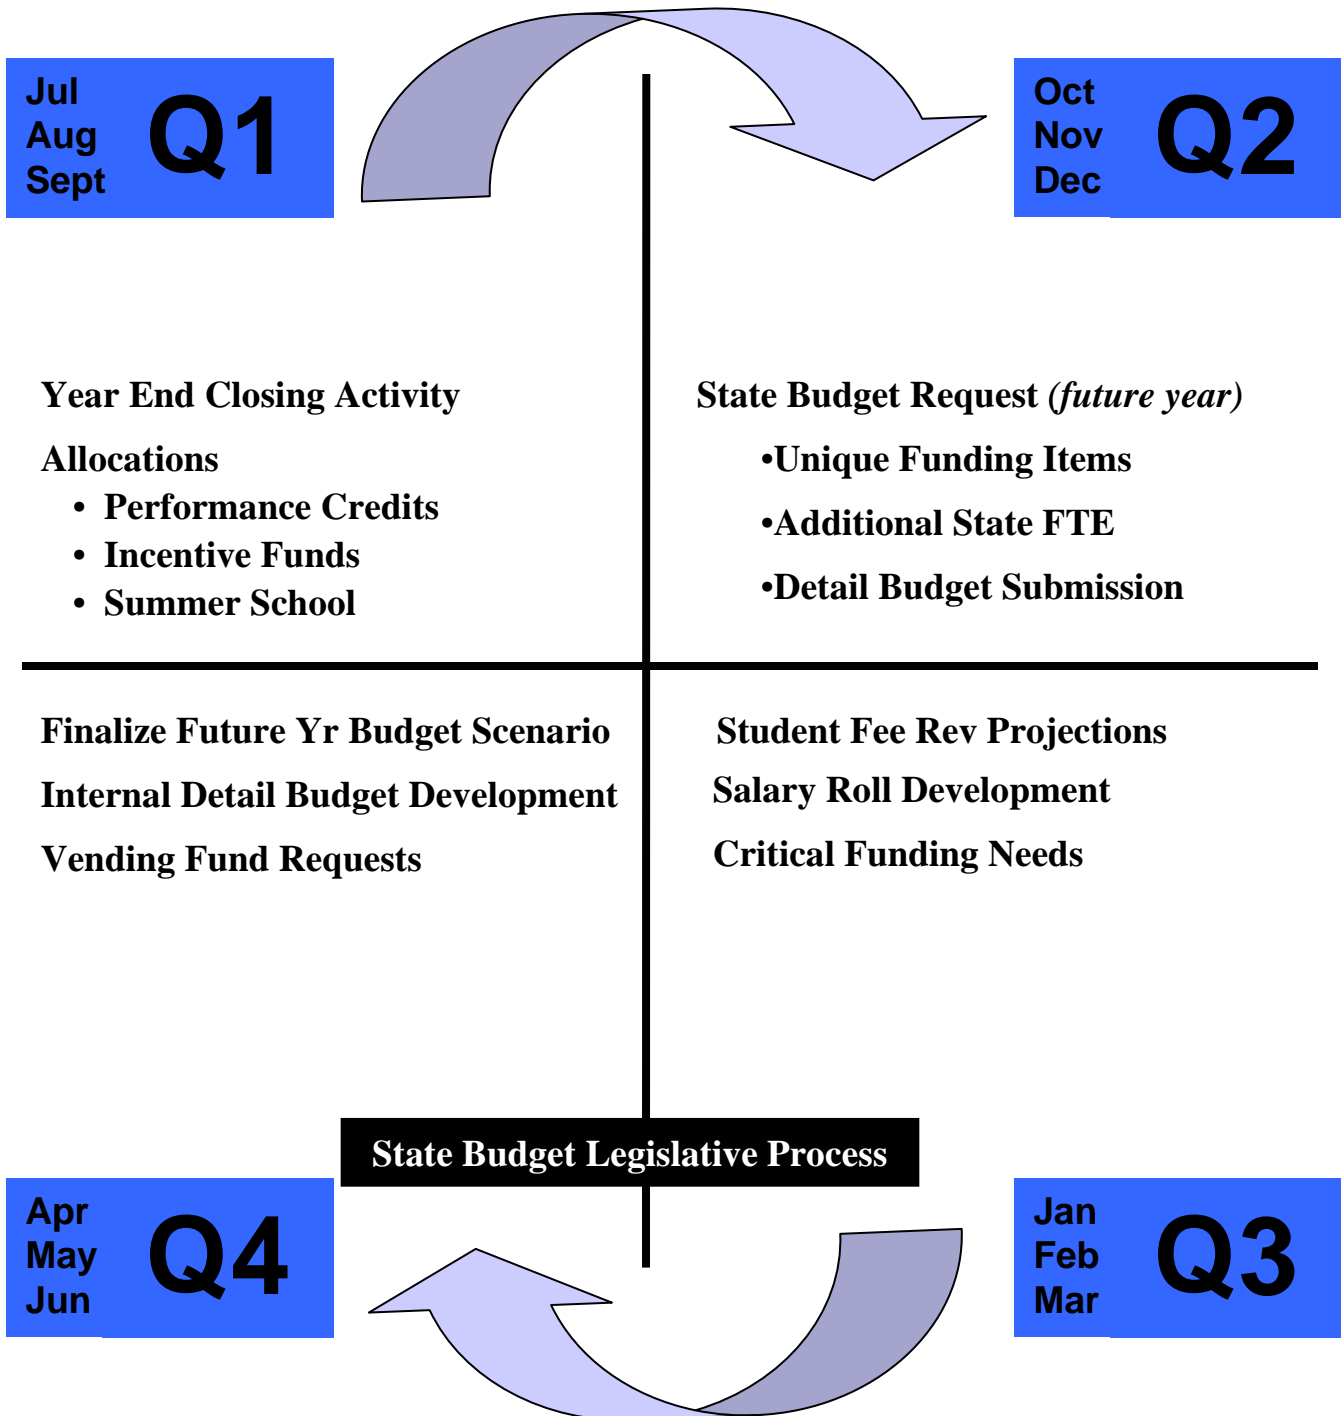 Jul
Aug
Sept
Q1
Oct
Nov
Dec
Q2
Year End Closing Activity
Allocations
• Performance Credits
• Incentive Funds
• Summer School
State Budget Request (future year)
•Unique Funding Items
•Additional State FTE
•Detail Budget Submission
Finalize Future Yr Budget Scenario
Internal Detail Budget Development
Vending Fund Requests
Student Fee Rev Projections
Salary Roll Development
Critical Funding Needs
State Budget Legislative Process
Apr
May
Jun
Q4
Jan
Feb
Mar
Q3